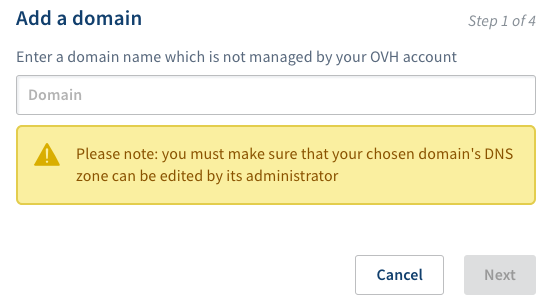 Add a domain
Step 1 of 4
Enter a domain name which is not managed by your OVH account
Domain
Please note: you must make sure that your chosen domain's DNS
zone can be edited by its administrator
Cancel
Next